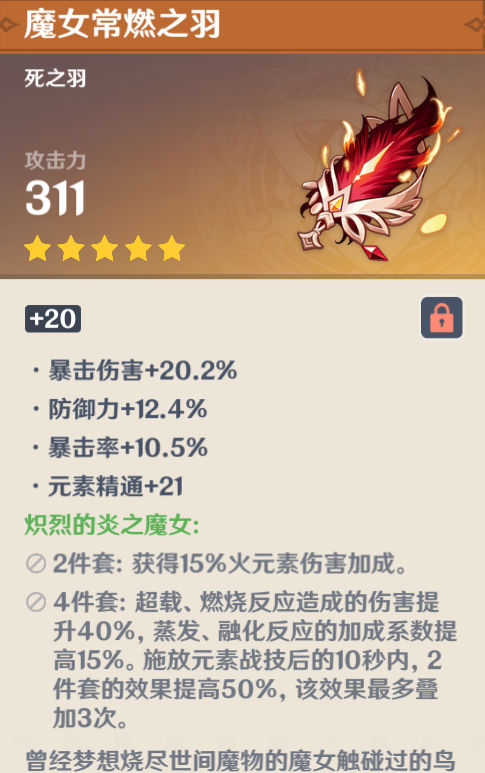 魔女常燃之羽
死之羽
攻击力
311
+20
·暴击伤害+20.2%
·防御力+12.4%
·暴击率+10.5%
·元素精通+21
炽烈的炎之魔女:
2件套: 获得15%火元素伤害加成。
4件套: 超载、燃烧反应造成的伤害提
升40%, 蒸发、融化反应的加成系数提
高15%。施放元素战技后的10秒内, 2
件套的效果提高50%, 该效果最多叠
加3次。
曾经梦想烧尽世间魔物的魔女触碰过的鸟